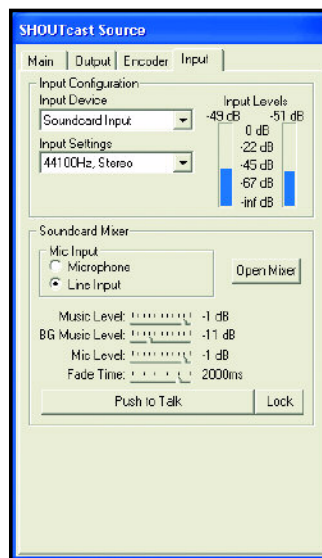 SHOUTcast Source
Main Output Encoder Input
Input Configuration
Input Device
Soundcard Input
Input Settings
44100Hz, Stereo
Input Levels
-49 dB -51 dB
0 dB
-22 dB
-45 dB
-67 dB
-inf dB
Soundcard Mixer
Mic Input
Microphone
Line Input
Open Mixer
Music Level: -1 dB
BG Music Level: -11 dB
Mic Level: -1 dB
Fade Time: 2000ms
Push to Talk Lock